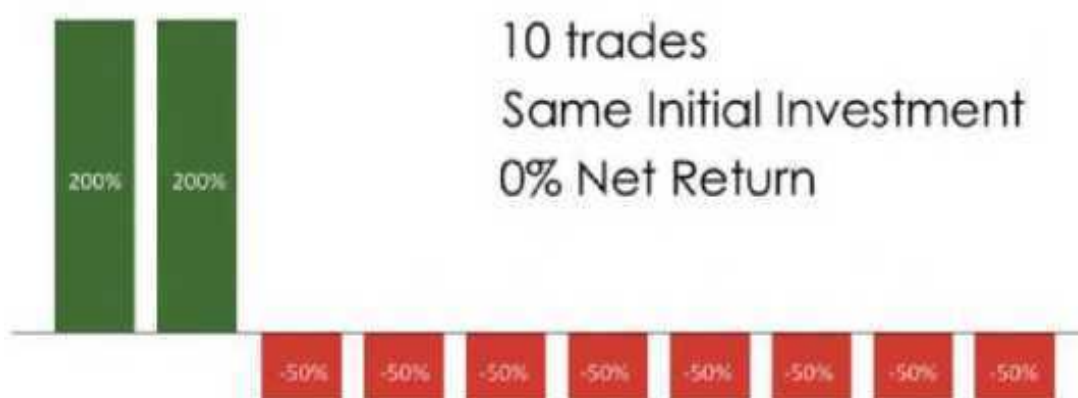 10 trades
Same Initial Investment
0% Net Return
200% 200%
-50% -50% -50% -50% -50% -50% -50% -50%